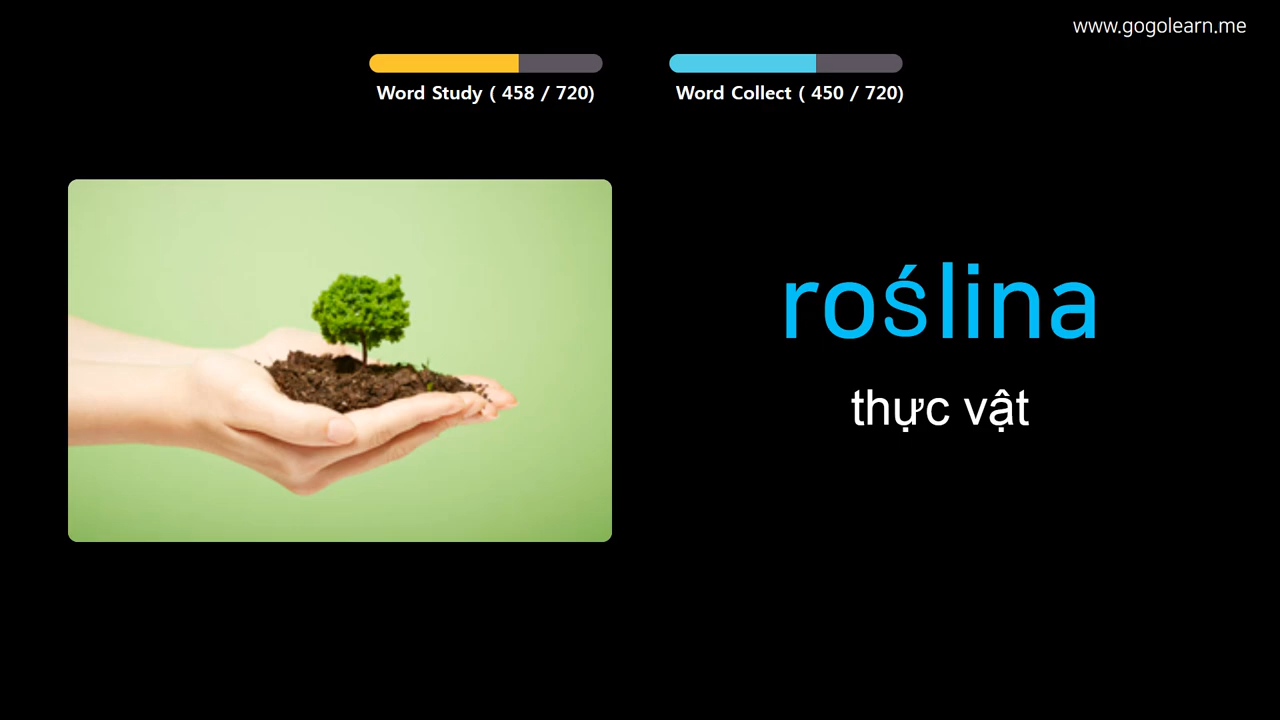 www.gogolearn.me
Word Study ( 458 / 720)
Word Collect ( 450 / 720)
roślina
thực vật